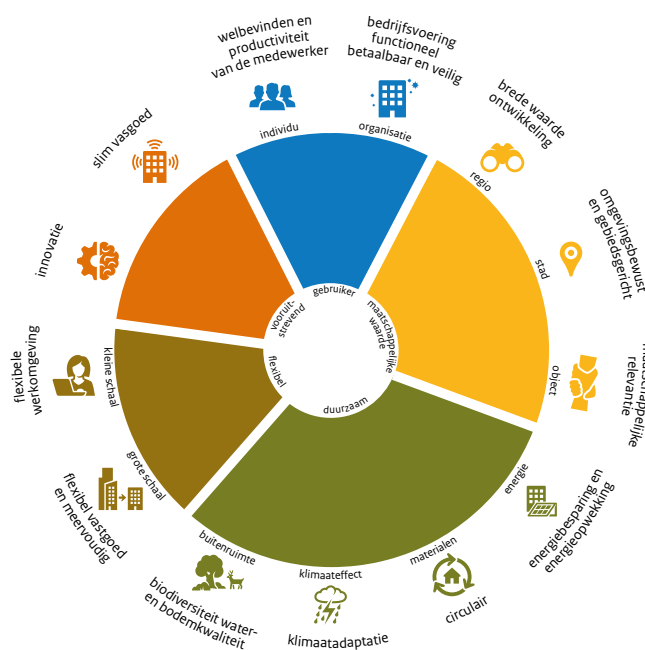 welbevinden en
productiviteit
van de medewerker
bedrijfsvoering
functioneel
betaalbaar en veilig
brede waarde
ontwikkeling
omgevingsbewust
en gebiedsgericht
relevantie
energiebesparing en
energieopwekking
circulair
klimaatadaptatie
biodiversiteit water-
en bodemkwaliteit
flexibel vastgoed
en meervoudig
flexibele
werkomgeving
innovatie
slim vasgoed
individu
organisatie
regio
stad
object
energie
materialen
klimaateffect
buitenruimte
grote schaal
kleine schaal
gebruiker
maatschappelijke
waarde
duurzaam
flexibel
vooruit-
strevend